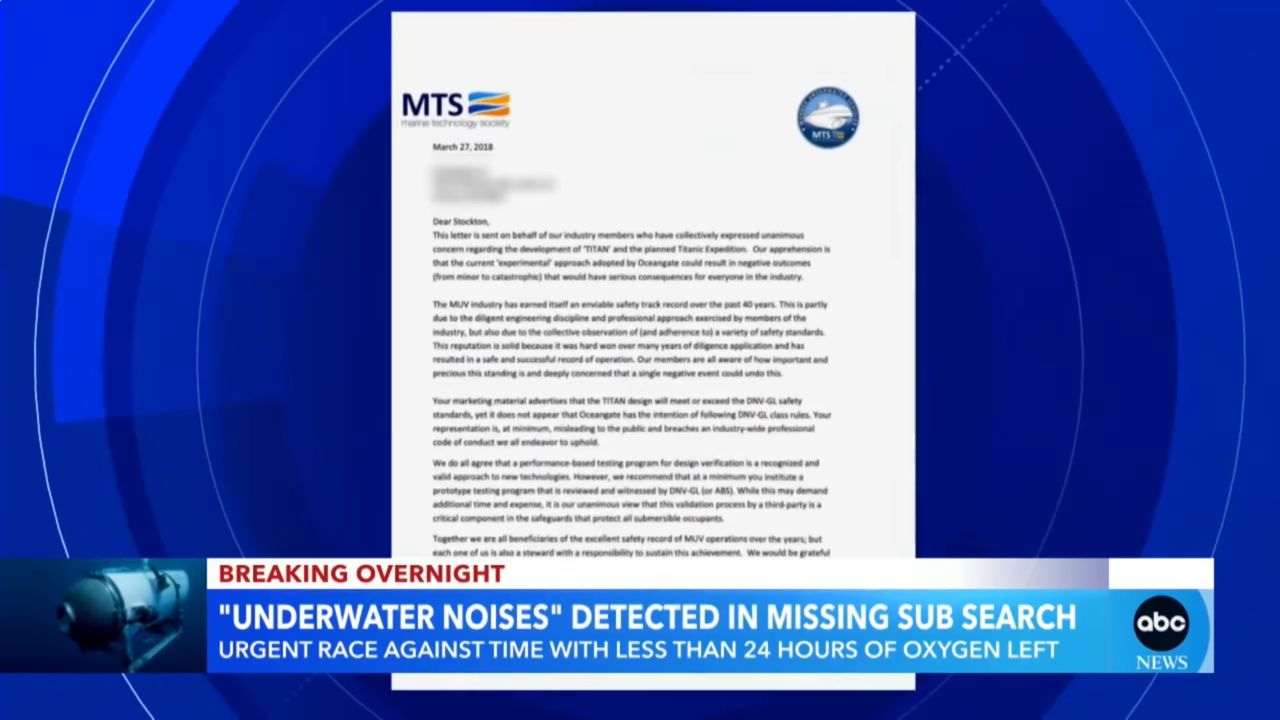 MTS
marine technology society
MTS
March 27, 2018
Dear Stockton,
This letter is sent on behalf of our industry members who have collectively expressed unanimous
concern regarding the development of 'TITAN' and the planned Titanic Expedition. Our apprehension is
that the current 'experimental' approach adopted by Oceangate could result in negative outcomes
(from minor to catastrophic) that would have serious consequences for everyone in the industry.
The MUV industry has earned itself an enviable safety track record over the past 40 years. This is partly
due to the diligent engineering discipline and professional approach exercised by members of the
industry, but also due to the collective observation of (and adherence to) a variety of safety standards.
This reputation is solid because it was hard won over many years of diligence application and has
resulted in a safe and successful record of operation. Our members are all aware of how important and
precious this standing is and deeply concerned that a single negative event could undo this.
Your marketing material advertises that the TITAN design will meet or exceed the DNV-GL safety
standards, yet it does not appear that Oceangate has the intention of following DNV-GL class rules. Your
representation is, at minimum, misleading to the public and breaches an industry-wide professional
code of conduct we all endeavor to uphold.
We do all agree that a performance-based testing program for design verification is a recognized and
valid approach to new technologies. However, we recommend that at a minimum you institute a
prototype testing program that is reviewed and witnessed by DNV-GL (or ABS). While this may demand
additional time and expense, it is our unanimous view that this validation process by a third-party is a
critical component in the safeguards that protect all submersible occupants.
Together we are all beneficiaries of the excellent safety record of MUV operations over the years; but
each one of us is also a steward with a responsibility to sustain this achievement. We would be grateful
BREAKING OVERNIGHT
"UNDERWATER NOISES" DETECTED IN MISSING SUB SEARCH
URGENT RACE AGAINST TIME WITH LESS THAN 24 HOURS OF OXYGEN LEFT
abc
NEWS